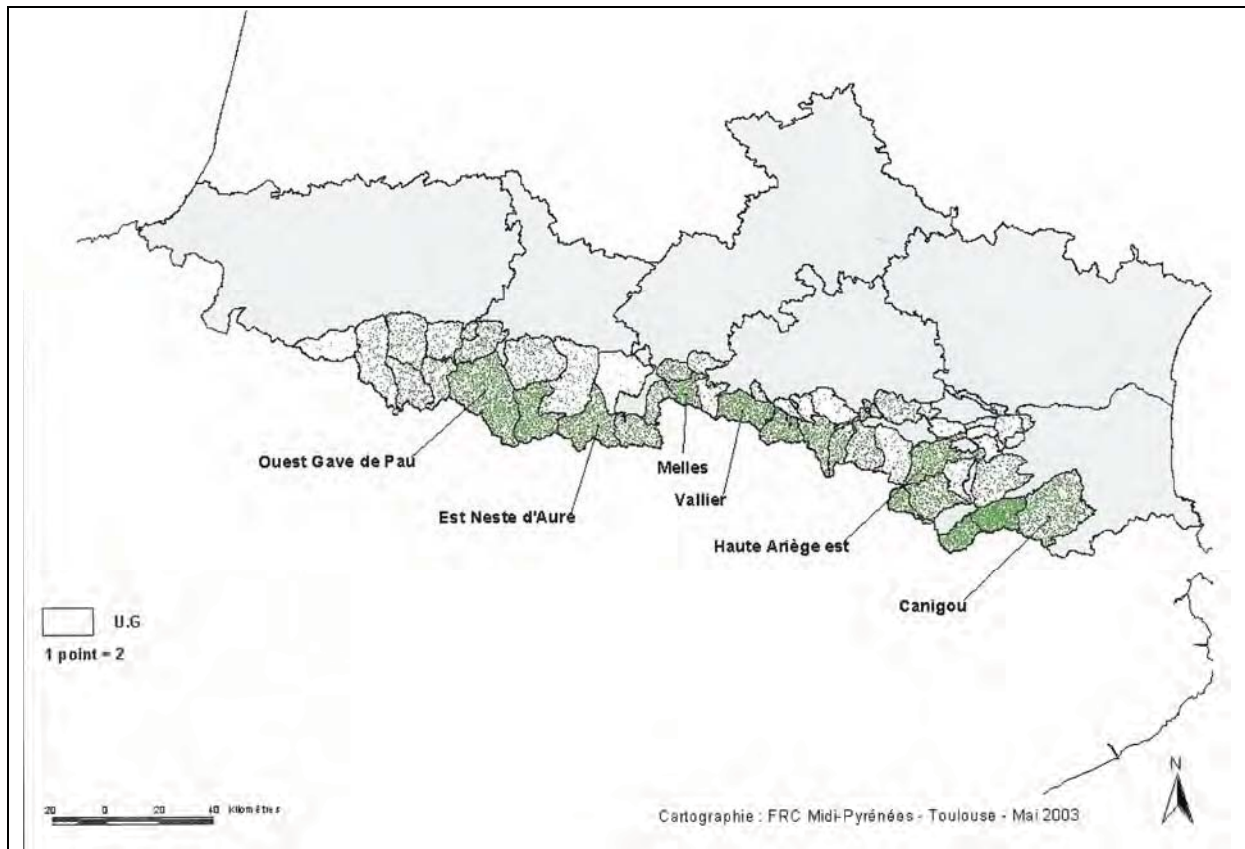 Ouest Gave de Pau
Est Neste d'Aure
Melles
Vallier
Haute Ariège est
Canigou
U.G
1 point = 2
20 0 20 40 kilomètres
N
Cartographie : FRC Midi-Pyrénées - Toulouse - Mai 2003